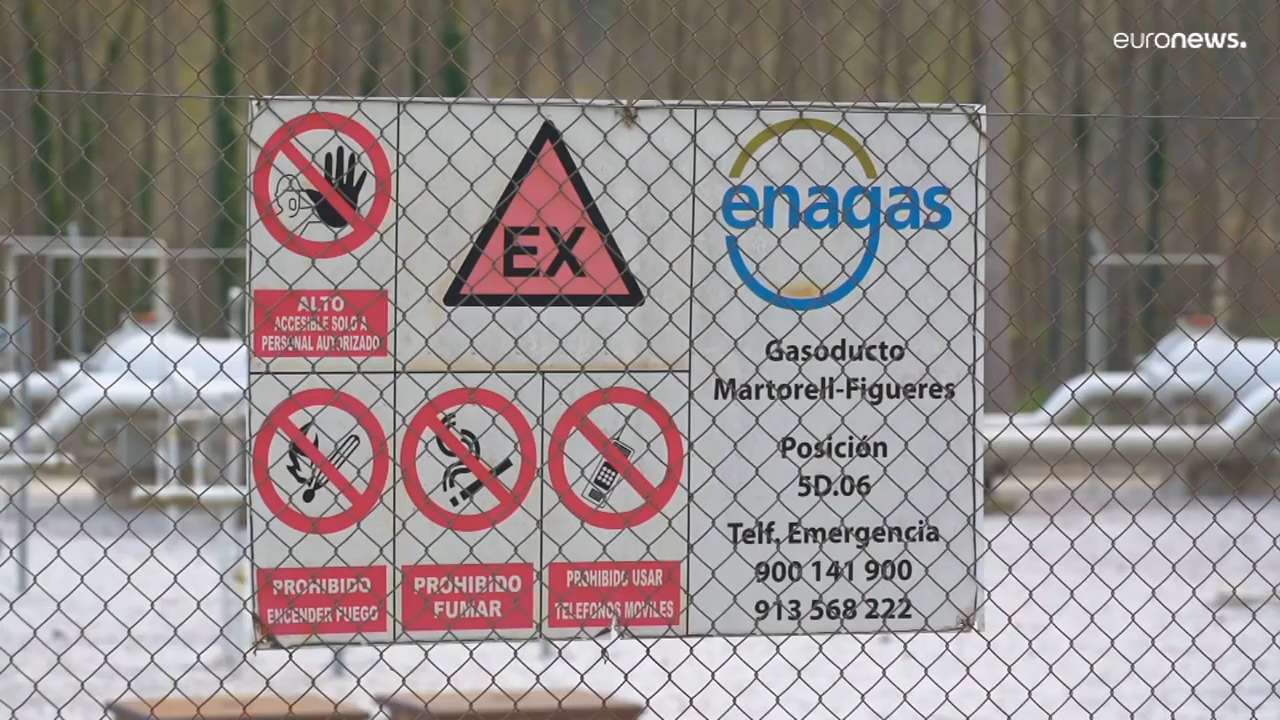 euronews.
ALTO
ACCESIBLE SOLO A
PERSONAL AUTORIZADO
EX
enagas
Gasoducto
Martorell-Figueres
Posición
5D.06
Telf. Emergencia
900 141 900
913 568 222
PROHIBIDO
ENCENDER FUEGO
PROHIBIDO
FUMAR
PROHIBIDO USAR
TELEFONOS MOVILES